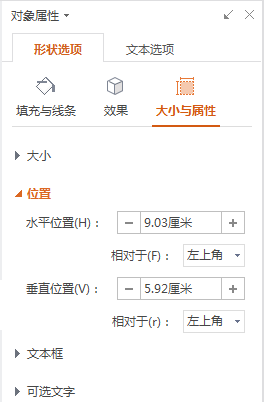 对象属性
形状选项 文本选项
填充与线条 效果 大小与属性
大小
位置
水平位置(H)： － 9.03厘米 +
相对于(F)： 左上角
垂直位置(V)： － 5.92厘米 +
相对于(r)： 左上角
文本框
可选文字